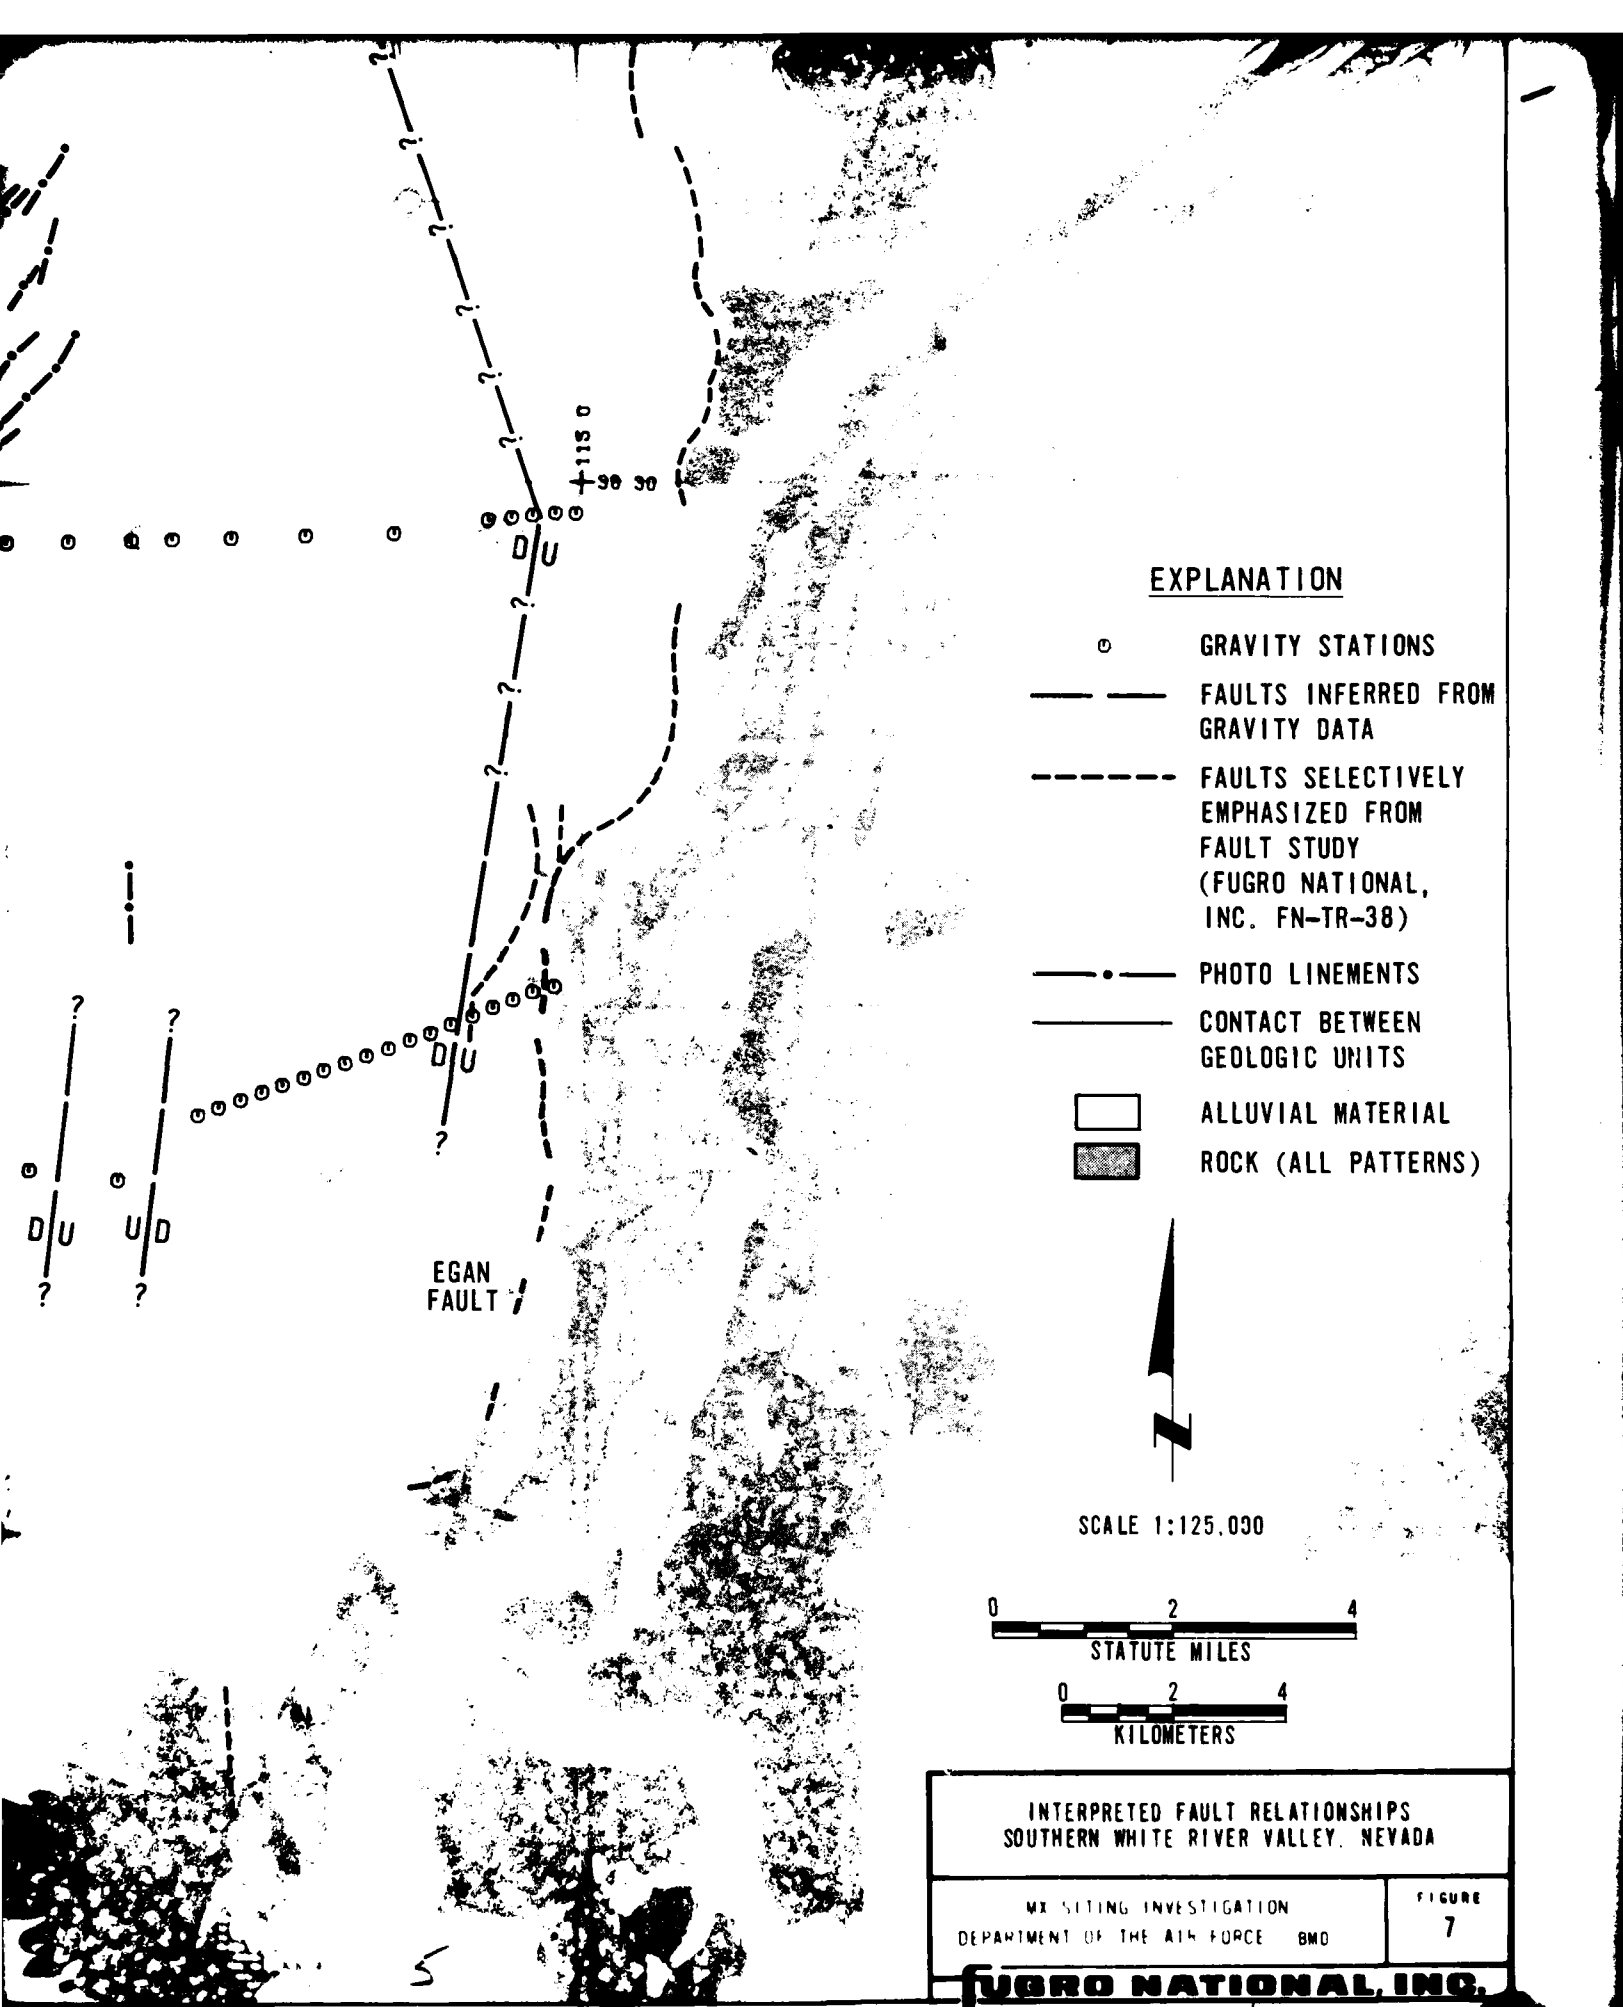 ?
?
?
?
?
?
115 0
38 30
D U
?
?
?
EXPLANATION
GRAVITY STATIONS
FAULTS INFERRED FROM
GRAVITY DATA
FAULTS SELECTIVELY
EMPHASIZED FROM
FAULT STUDY
(FUGRO NATIONAL,
INC. FN-TR-38)
PHOTO LINEMENTS
CONTACT BETWEEN
GEOLOGIC UNITS
ALLUVIAL MATERIAL
ROCK (ALL PATTERNS)
? ?
D U
?
D U U D
? ?
EGAN
FAULT
N
SCALE 1:125,000
0 2 4
STATUTE MILES
0 2 4
KILOMETERS
INTERPRETED FAULT RELATIONSHIPS
SOUTHERN WHITE RIVER VALLEY, NEVADA
MX SITING INVESTIGATION
DEPARTMENT OF THE AIR FORCE BMO
FIGURE
7
5
FUGRO NATIONAL, INC.